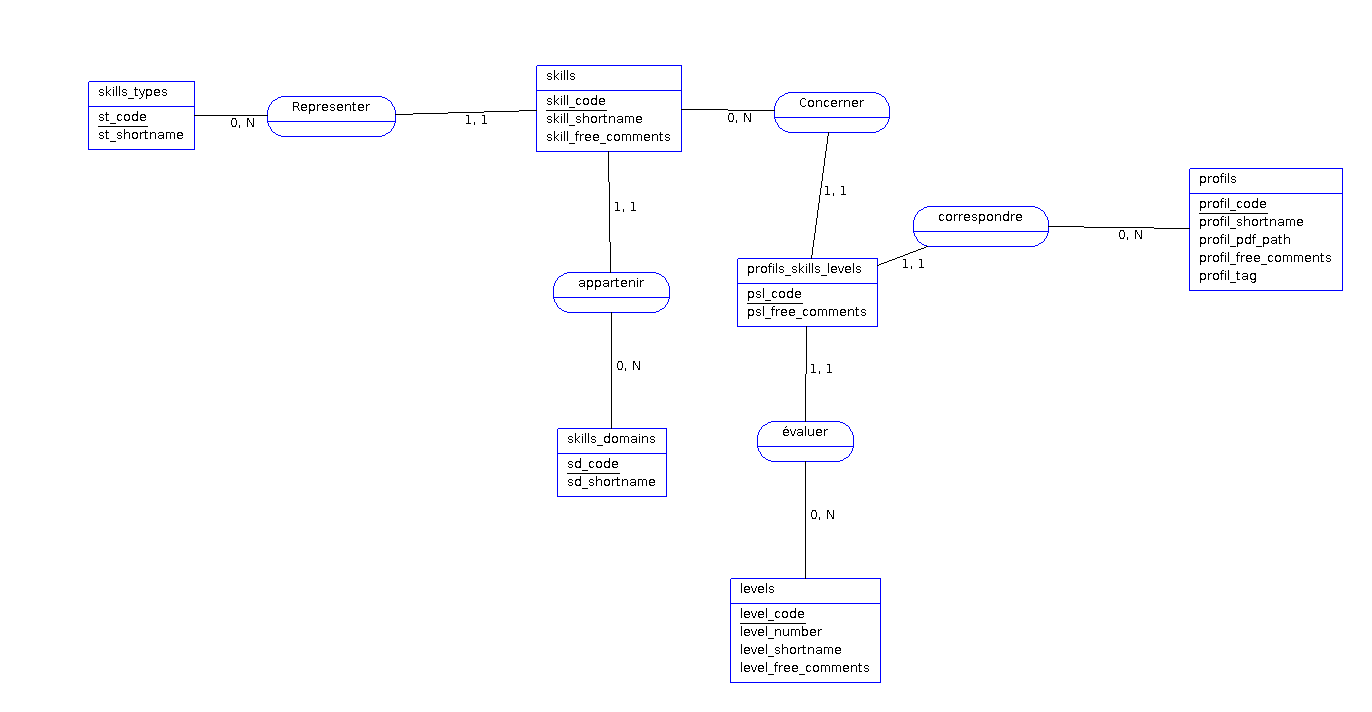 skills_types
st_code
st_shortname
0, N
Representer
1, 1
skills
skill_code
skill_shortname
skill_free_comments
0, N
Concerner
1, 1
1, 1
correspondre
0, N
1, 1
profils
profil_code
profil_shortname
profil_pdf_path
profil_free_comments
profil_tag
appartenir
profils_skills_levels
psl_code
psl_free_comments
0, N
1, 1
skills_domains
sd_code
sd_shortname
évaluer
0, N
levels
level_code
level_number
level_shortname
level_free_comments